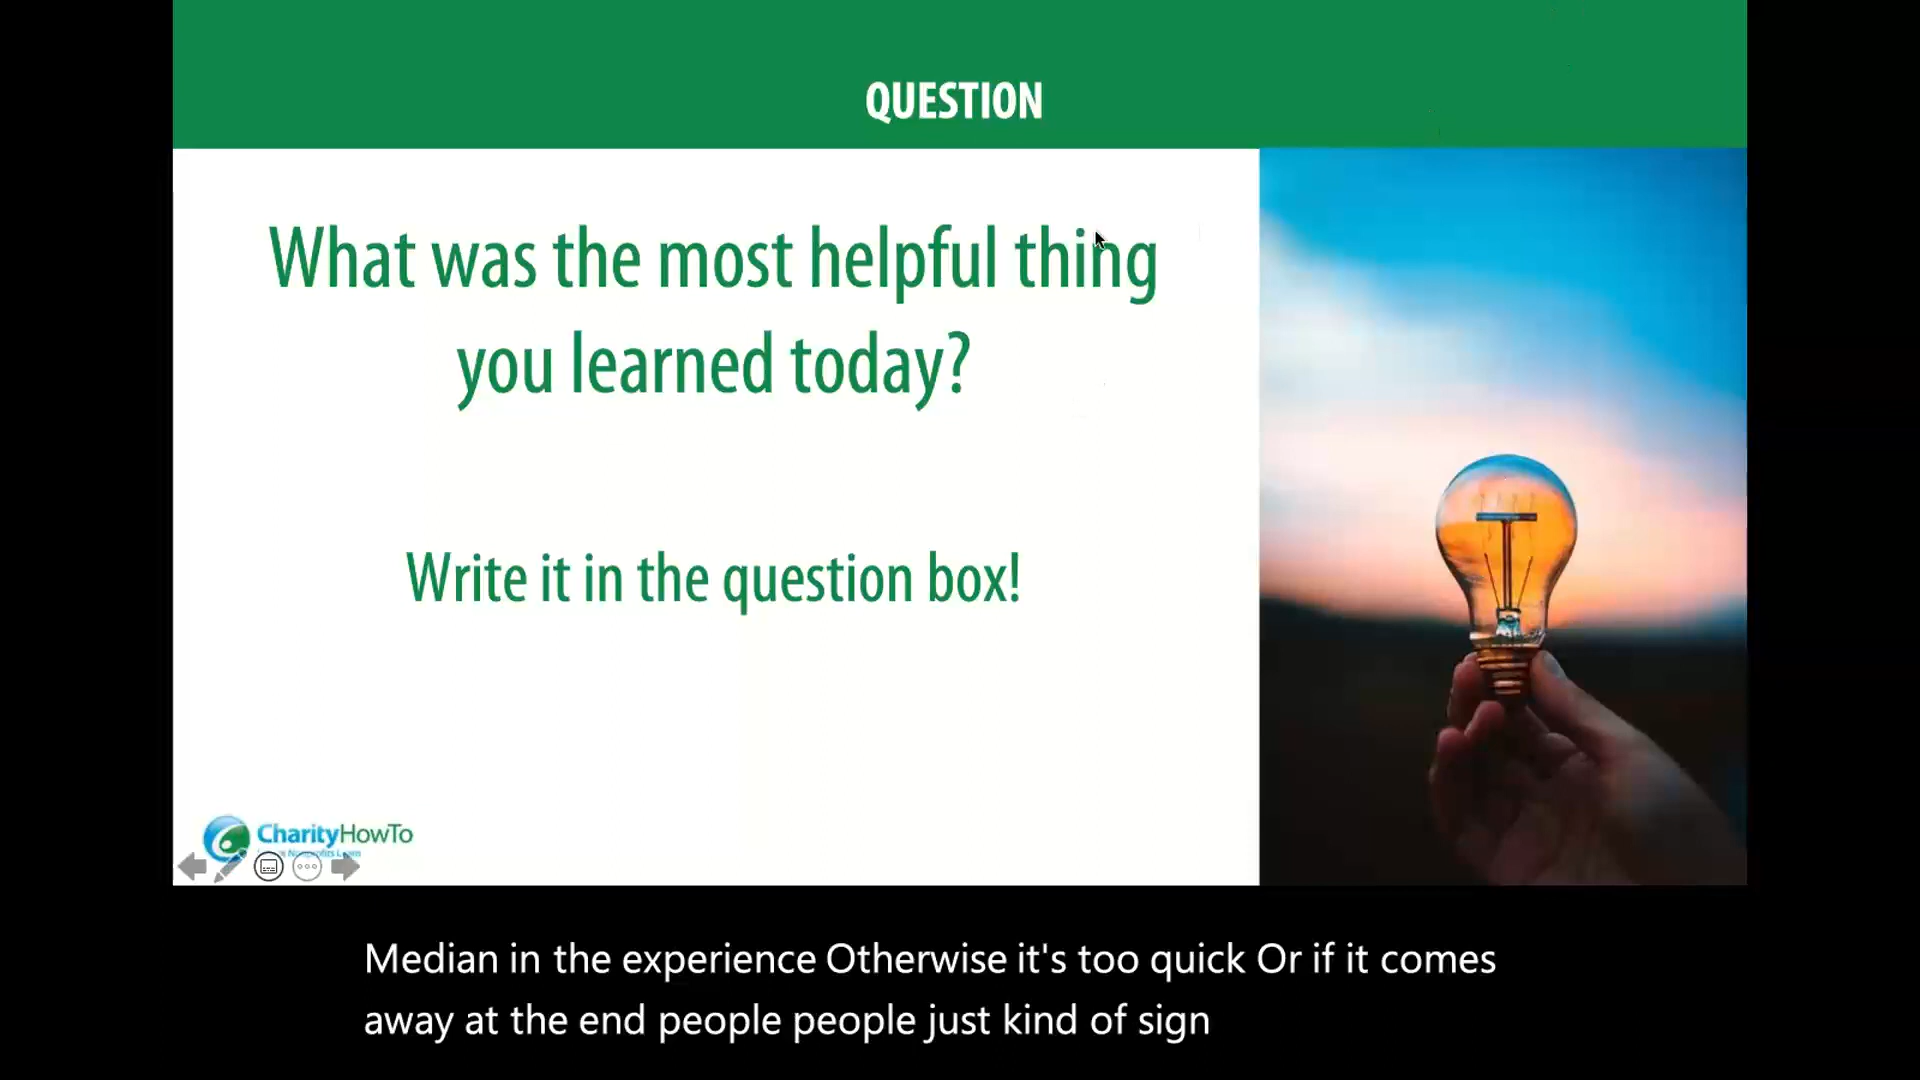 QUESTION
What was the most helpful thing
you learned today?
Write it in the question box!
CharityHowTo
Nonprofits Learn
Median in the experience Otherwise it's too quick Or if it comes
away at the end people people just kind of sign